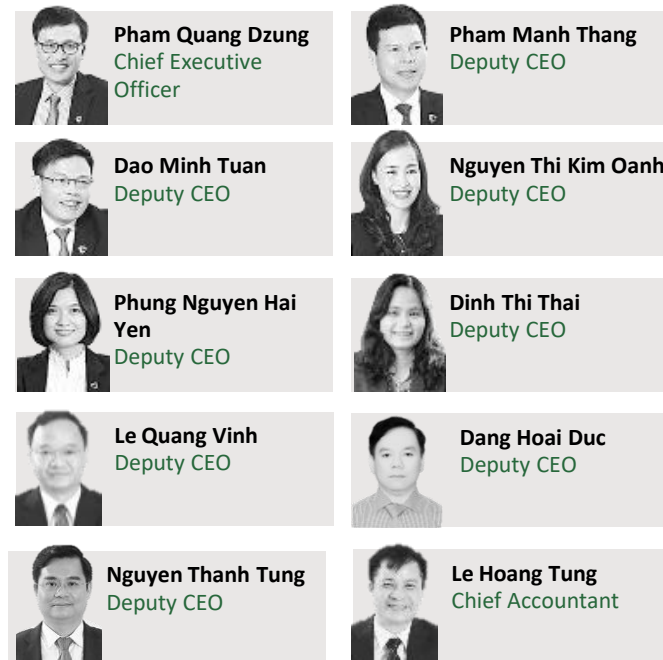 Pham Quang Dzung
Chief Executive
Officer
Pham Manh Thang
Deputy CEO
Dao Minh Tuan
Deputy CEO
Nguyen Thi Kim Oanh
Deputy CEO
Phung Nguyen Hai
Yen
Deputy CEO
Dinh Thi Thai
Deputy CEO
Le Quang Vinh
Deputy CEO
Dang Hoai Duc
Deputy CEO
Nguyen Thanh Tung
Deputy CEO
Le Hoang Tung
Chief Accountant